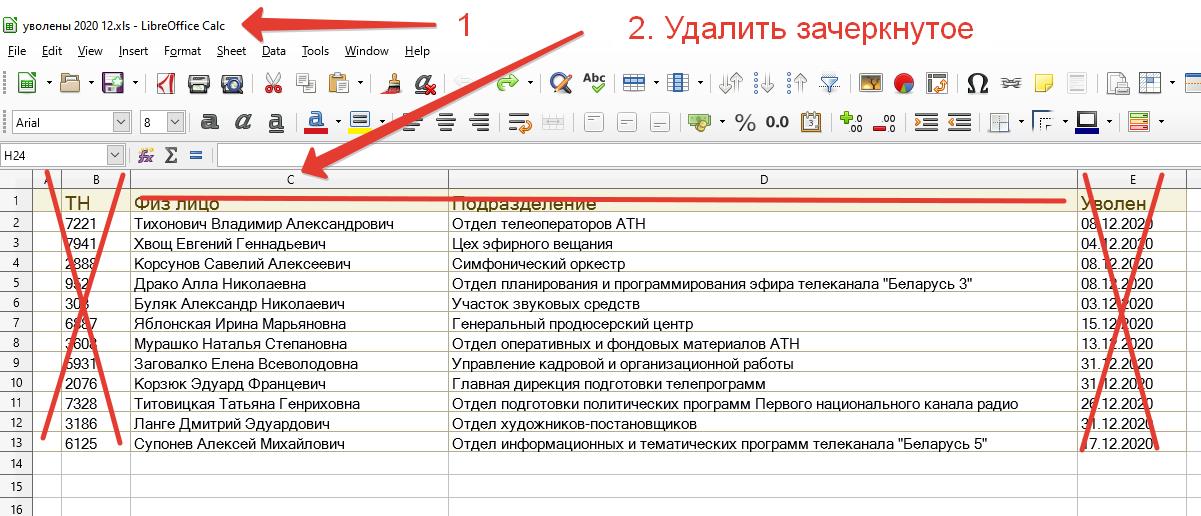 уволены 2020 12.xls - LibreOffice Calc
1
2. Удалить зачеркнутое
File Edit View Insert Format Sheet Data Tools Window Help
Abc
Arial 8 a a a a % 0.0
H24
A B C D E
1 ТН Физ лицо Подразделение Уволен
2 7221 Тихонович Владимир Александрович Отдел телеоператоров АТН 08.12.2020
3 7941 Хвощ Евгений Геннадьевич Цех эфирного вещания 04.12.2020
4 2888 Корсунов Савелий Алексеевич Симфонический оркестр 08.12.2020
5 952 Драко Алла Николаевна Отдел планирования и программирования эфира телеканала "Беларусь 3" 08.12.2020
6 303 Буляк Александр Николаевич Участок звуковых средств 03.12.2020
7 6887 Яблонская Ирина Марьяновна Генеральный продюсерский центр 15.12.2020
8 3608 Мурашко Наталья Степановна Отдел оперативных и фондовых материалов АТН 13.12.2020
9 5931 Заговалко Елена Всеволодовна Управление кадровой и организационной работы 31.12.2020
10 2076 Корзюк Эдуард Францевич Главная дирекция подготовки телепрограмм 31.12.2020
11 7328 Титовицкая Татьяна Генриховна Отдел подготовки политических программ Первого национального канала радио 26.12.2020
12 3186 Ланге Дмитрий Эдуардович Отдел художников-постановщиков 31.12.2020
13 6125 Супонев Алексей Михайлович Отдел информационных и тематических программ телеканала "Беларусь 5" 17.12.2020
14
15
16